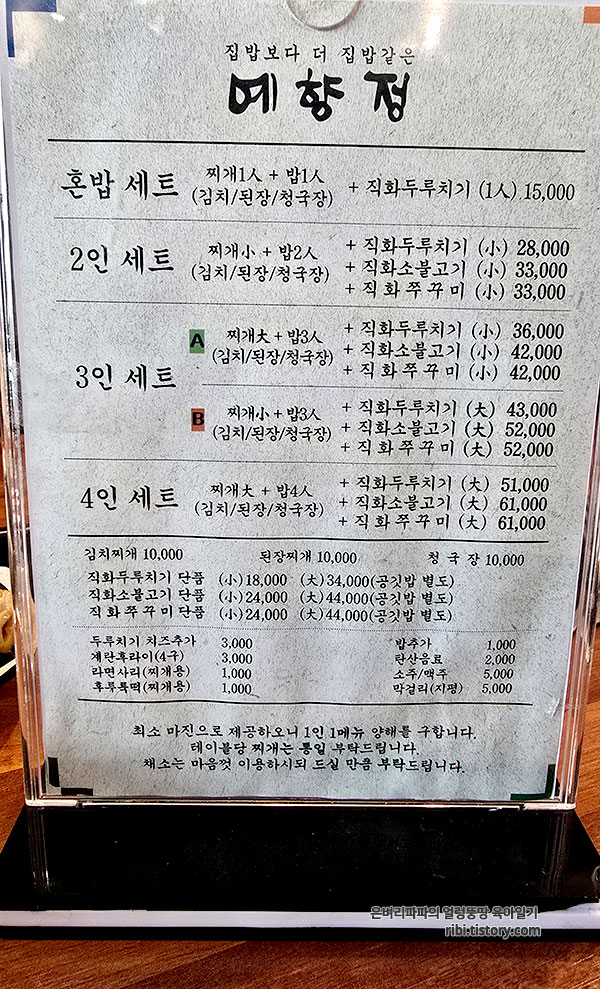 집밥보다 더 집밥같은
예향정
혼밥 세트 찌개1人 + 밥1人 (김치/된장/청국장) + 직화두루치기 (1人) 15,000
2인 세트 찌개小 + 밥2人 (김치/된장/청국장)
+ 직화두루치기 (小) 28,000
+ 직화소불고기 (小) 33,000
+ 직화쭈꾸미 (小) 33,000
3인 세트
A 찌개大 + 밥3人 (김치/된장/청국장)
+ 직화두루치기 (小) 36,000
+ 직화소불고기 (小) 42,000
+ 직화쭈꾸미 (小) 42,000
B 찌개小 + 밥3人 (김치/된장/청국장)
+ 직화두루치기 (大) 43,000
+ 직화소불고기 (大) 52,000
+ 직화쭈꾸미 (大) 52,000
4인 세트 찌개大 + 밥4人 (김치/된장/청국장)
+ 직화두루치기 (大) 51,000
+ 직화소불고기 (大) 61,000
+ 직화쭈꾸미 (大) 61,000
김치찌개 10,000 된장찌개 10,000 청국장 10,000
직화두루치기 단품 (小)18,000 (大)34,000(공깃밥 별도)
직화소불고기 단품 (小)24,000 (大)44,000(공깃밥 별도)
직화쭈꾸미 단품 (小)24,000 (大)44,000(공깃밥 별도)
두루치기 치즈추가 3,000 밥추가 1,000
계란후라이(4구) 3,000 탄산음료 2,000
라면사리(찌개용) 1,000 소주/맥주 5,000
후루룩떡(찌개용) 1,000 막걸리(지평) 5,000
최소 마진으로 제공하오니 1인 1메뉴 양해를 구합니다.
테이블당 찌개는 통일 부탁드립니다.
채소는 마음껏 이용하시되 드실 만큼 부탁드립니다.
은벼리파파의 얼렁뚱땅 육아일기
ribi.tistory.com